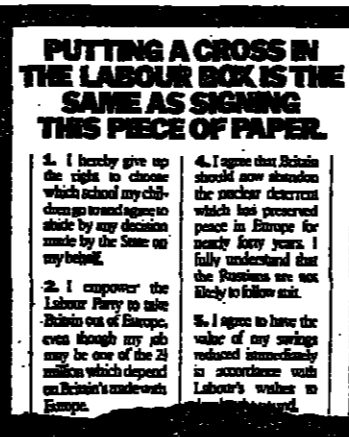 PUTTING A CROSS IN
THE LABOUR BOX IS THE
SAME AS SIGNING
THIS PIECE OF PAPER.
1. I hereby give up
the right to choose
which school my chil-
dren go to and agree to
abide by any decision
made by the State on
my behalf.
2. I empower the
Labour Party to take
Britain out of Europe,
even though my job
may be one of the 2½
million which depend
on Britain's trade with
Europe.
4. I agree that Britain
should now abandon
the nuclear deterrent
which has preserved
peace in Europe for
nearly forty years. I
fully understand that
the Russians are not
likely to follow suit.
5. I agree to have the
value of my savings
reduced immediately
in accordance with
Labour's wishes to